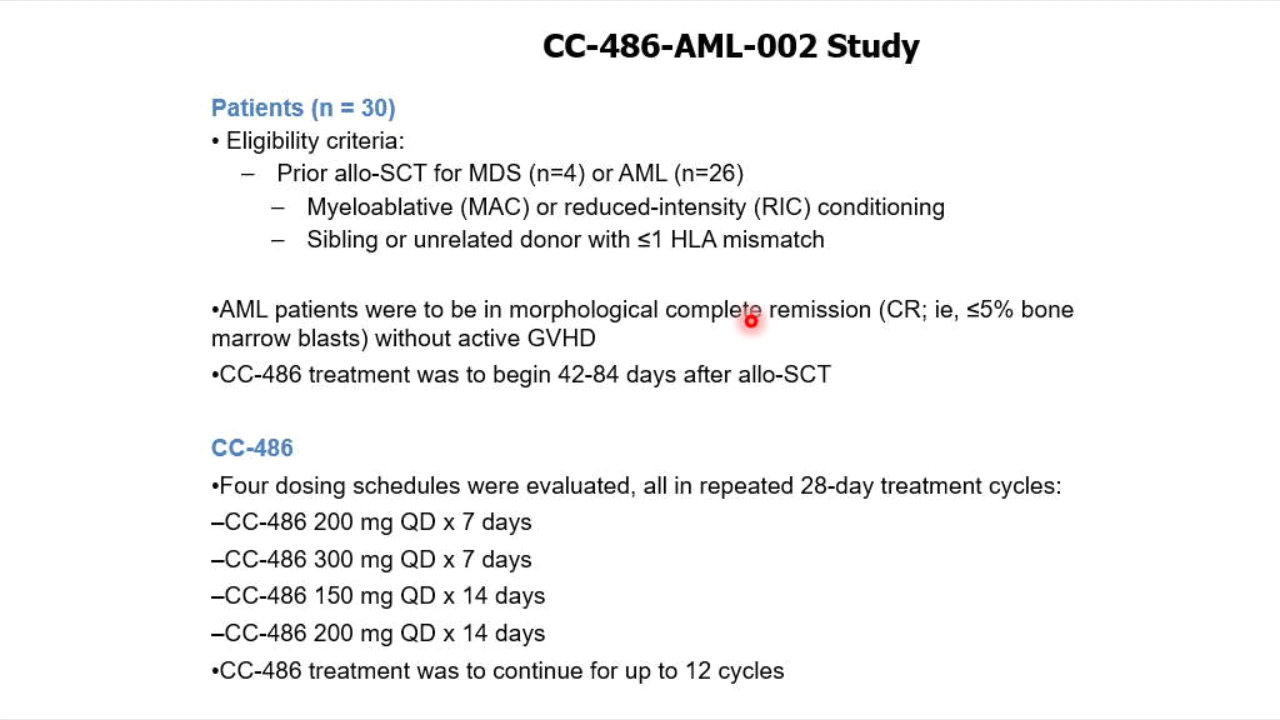 CC-486-AML-002 Study
Patients (n = 30)
• Eligibility criteria:
– Prior allo-SCT for MDS (n=4) or AML (n=26)
– Myeloablative (MAC) or reduced-intensity (RIC) conditioning
– Sibling or unrelated donor with ≤1 HLA mismatch
•AML patients were to be in morphological complete remission (CR; ie, ≤5% bone
marrow blasts) without active GVHD
•CC-486 treatment was to begin 42-84 days after allo-SCT
CC-486
•Four dosing schedules were evaluated, all in repeated 28-day treatment cycles:
–CC-486 200 mg QD x 7 days
–CC-486 300 mg QD x 7 days
–CC-486 150 mg QD x 14 days
–CC-486 200 mg QD x 14 days
•CC-486 treatment was to continue for up to 12 cycles